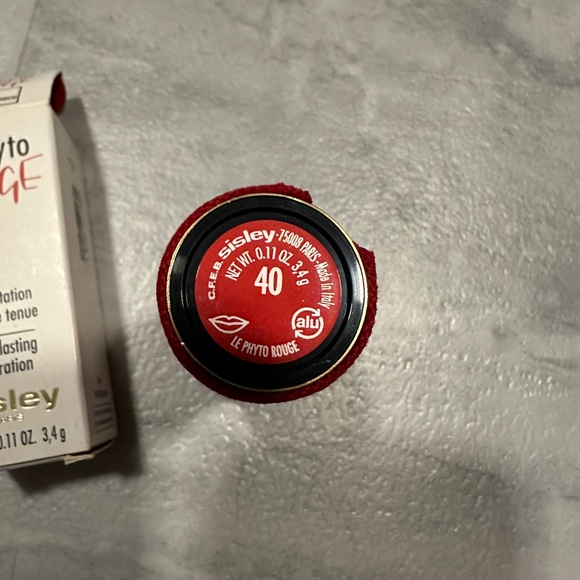 yto
GE
tation
e tenue
lasting
ration
sley
0.11 OZ. 3,4 g
C.F.E.B. sisley - 75008 PARIS - Made in Italy
NET WT. 0.11 OZ. 3,4 g
40
alu
LE PHYTO ROUGE